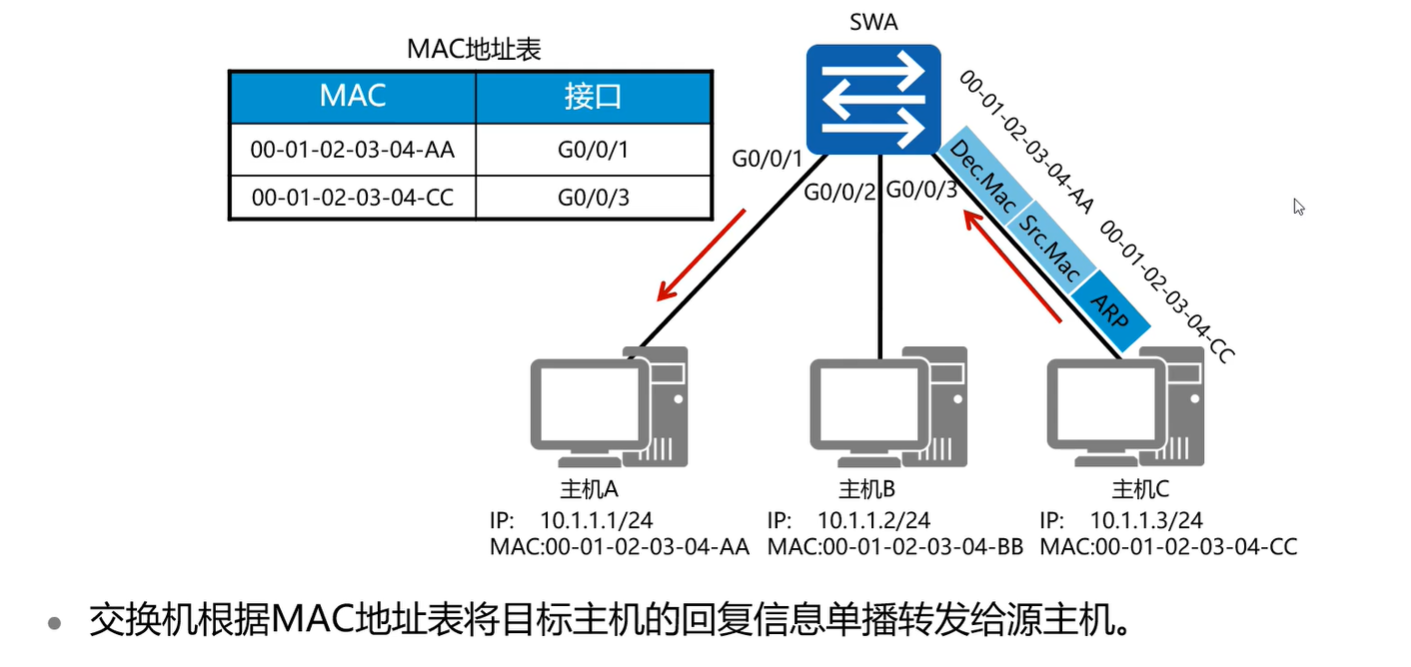 SWA
MAC地址表
MAC 接口
00-01-02-03-04-AA G0/0/1
00-01-02-03-04-CC G0/0/3
G0/0/1
G0/0/2
G0/0/3
00-01-02-03-04-AA
00-01-02-03-04-CC
Dec.Mac
Src.Mac
ARP
主机A
IP: 10.1.1.1/24
MAC:00-01-02-03-04-AA
主机B
IP: 10.1.1.2/24
MAC:00-01-02-03-04-BB
主机C
IP: 10.1.1.3/24
MAC:00-01-02-03-04-CC
• 交换机根据MAC地址表将目标主机的回复信息单播转发给源主机。